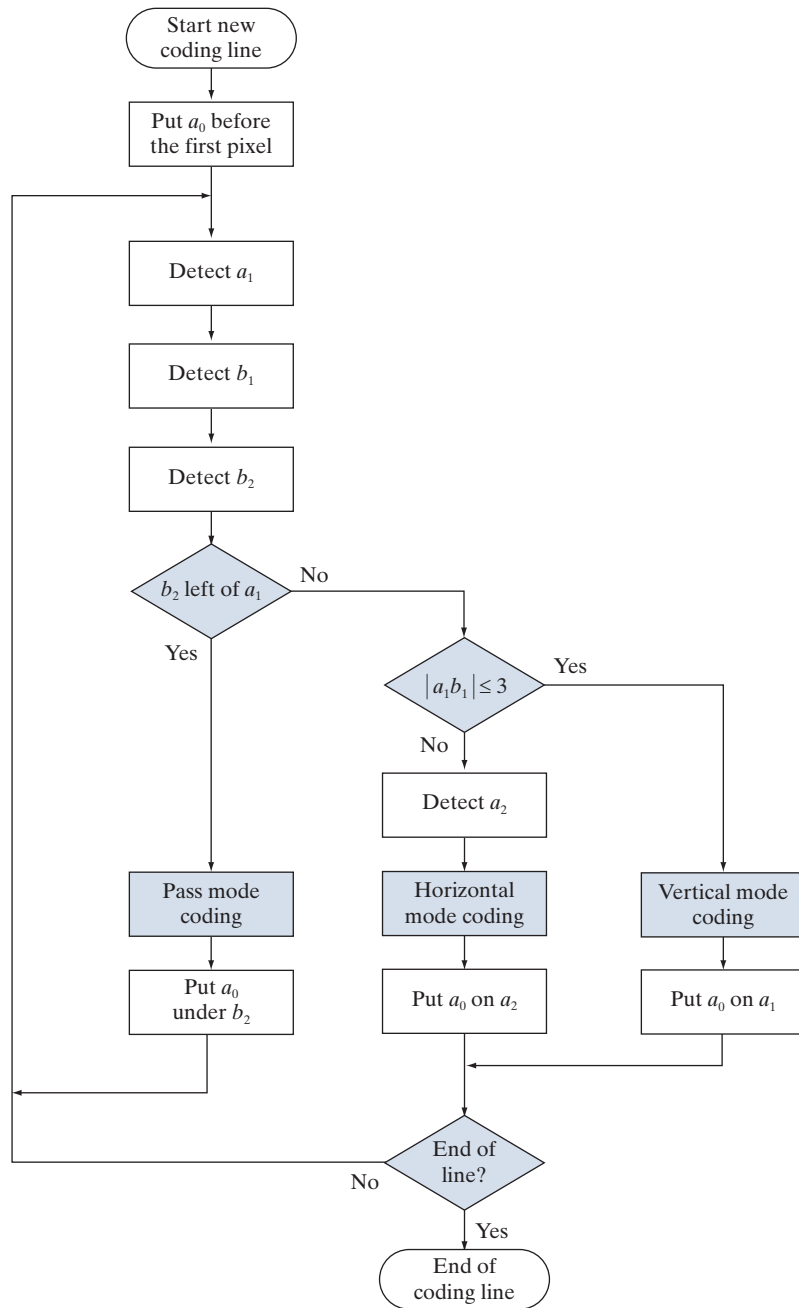 Start new
coding line
Put a₀ before
the first pixel
Detect a₁
Detect b₁
Detect b₂
b₂ left of a₁
No
Yes
|a₁b₁| ≤ 3
Yes
No
Detect a₂
Pass mode
coding
Horizontal
mode coding
Vertical mode
coding
Put a₀
under b₂
Put a₀ on a₂
Put a₀ on a₁
End of
line?
No
Yes
End of
coding line